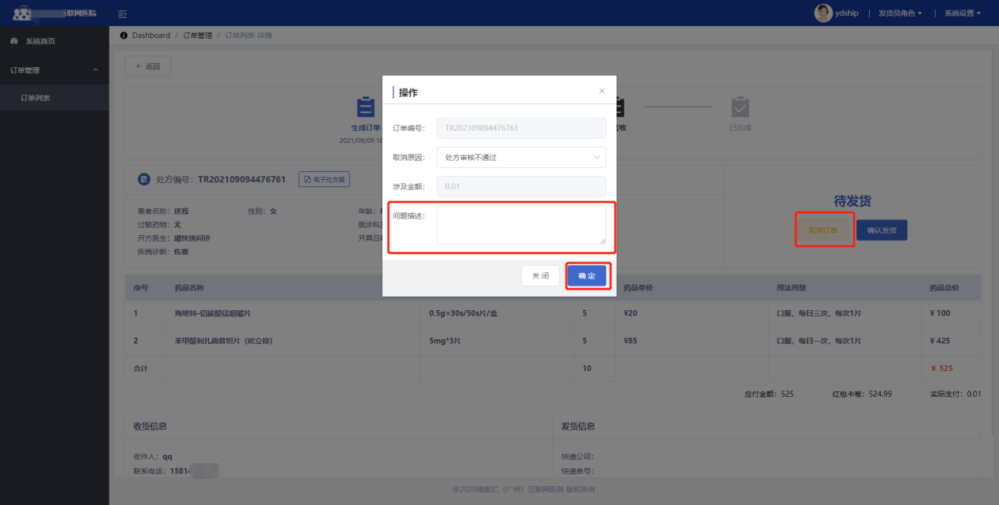 联网医院
ydship
发货员角色
系统设置
系统首页
Dashboard / 订单管理 / 订单列表-详情
订单管理
返回
订单列表
操作
生成订单
2021/09/09 16
收
已完成
订单编号：
TR202109094476761
取消原因：
处方审核不通过
涉及金额：
0.01
问题描述：
关闭
确定
处方编号：TR202109094476761
电子处方笺
患者名称：送我
性别：女
年龄：
过敏药物：无
就诊科
开方医生：嘟快速问诊
开具日
疾病诊断：伤寒
待发货
取消订单
确认发货
序号
药品名称
药品单价
用法用量
药品总价
1
海地特-铝碳酸镁咀嚼片
0.5g×30s/50s片/盒
5
¥20
口服，每日三次，每次1片
¥ 100
2
苯甲酸利扎曲普坦片（欧立停）
5mg*3片
5
¥85
口服，每日一次，每次1片
¥ 425
合计
10
¥ 525
应付金额：525
红包卡卷：524.99
实际支付：0.01
收货信息
发货信息
收件人：qq
快递公司：
联系电话：1581
快递单号：
@2020德医汇（广州）互联网医院 版权所有